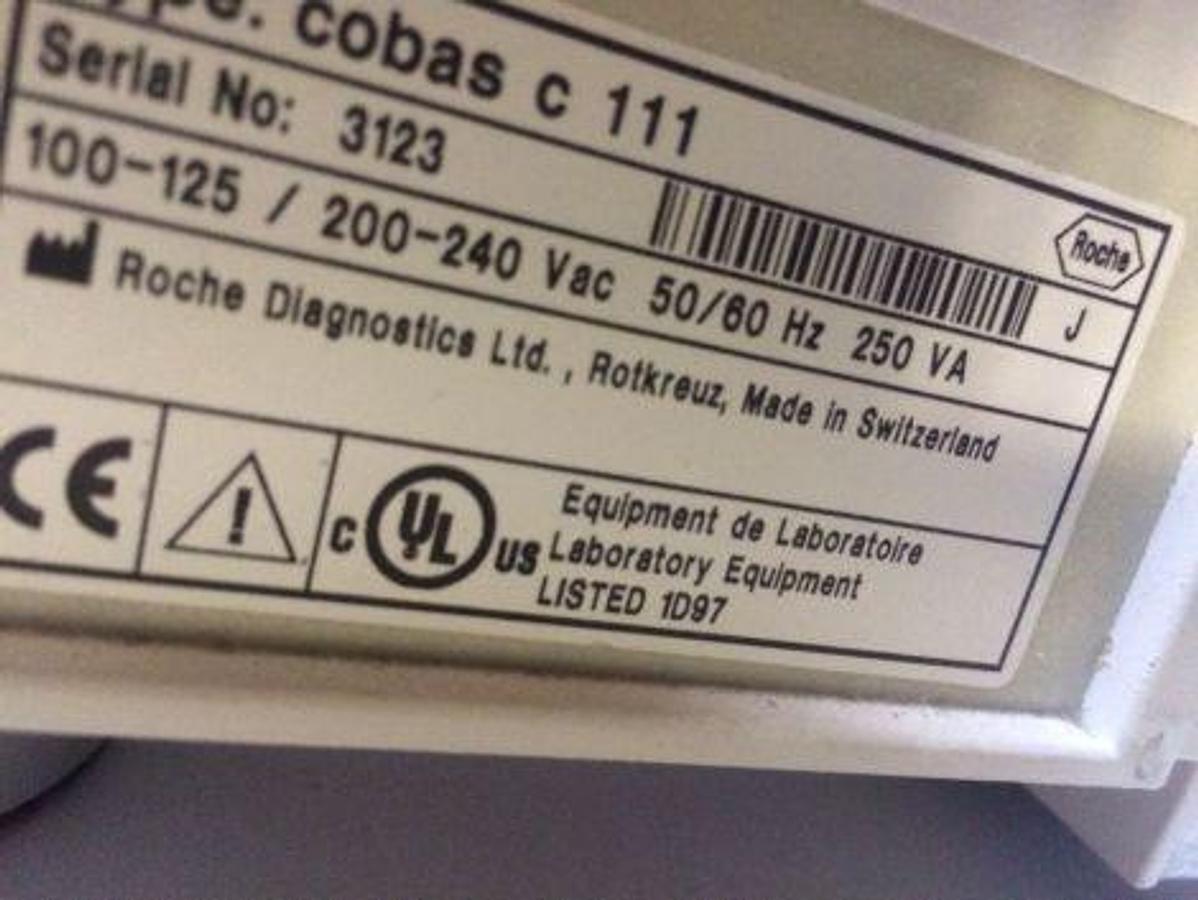 Type: cobas c 111
Serial No: 3123
Roche
100-125 / 200-240 Vac 50/60 Hz 250 VA
J
Roche Diagnostics Ltd. , Rotkreuz, Made in Switzerland
CE
C UL US
Equipment de Laboratoire
Laboratory Equipment
LISTED 1D97